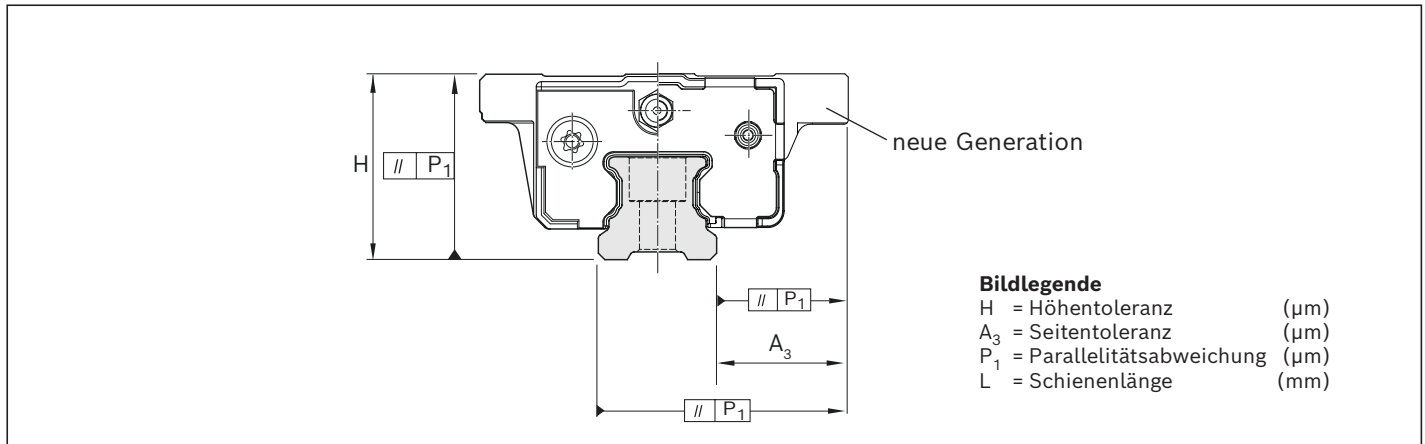 neue Generation
H
// P₁
// P₁
A₃
// P₁
Bildlegende
H = Höhentoleranz (µm)
A₃ = Seitentoleranz (µm)
P₁ = Parallelitätsabweichung (µm)
L = Schienenlänge (mm)